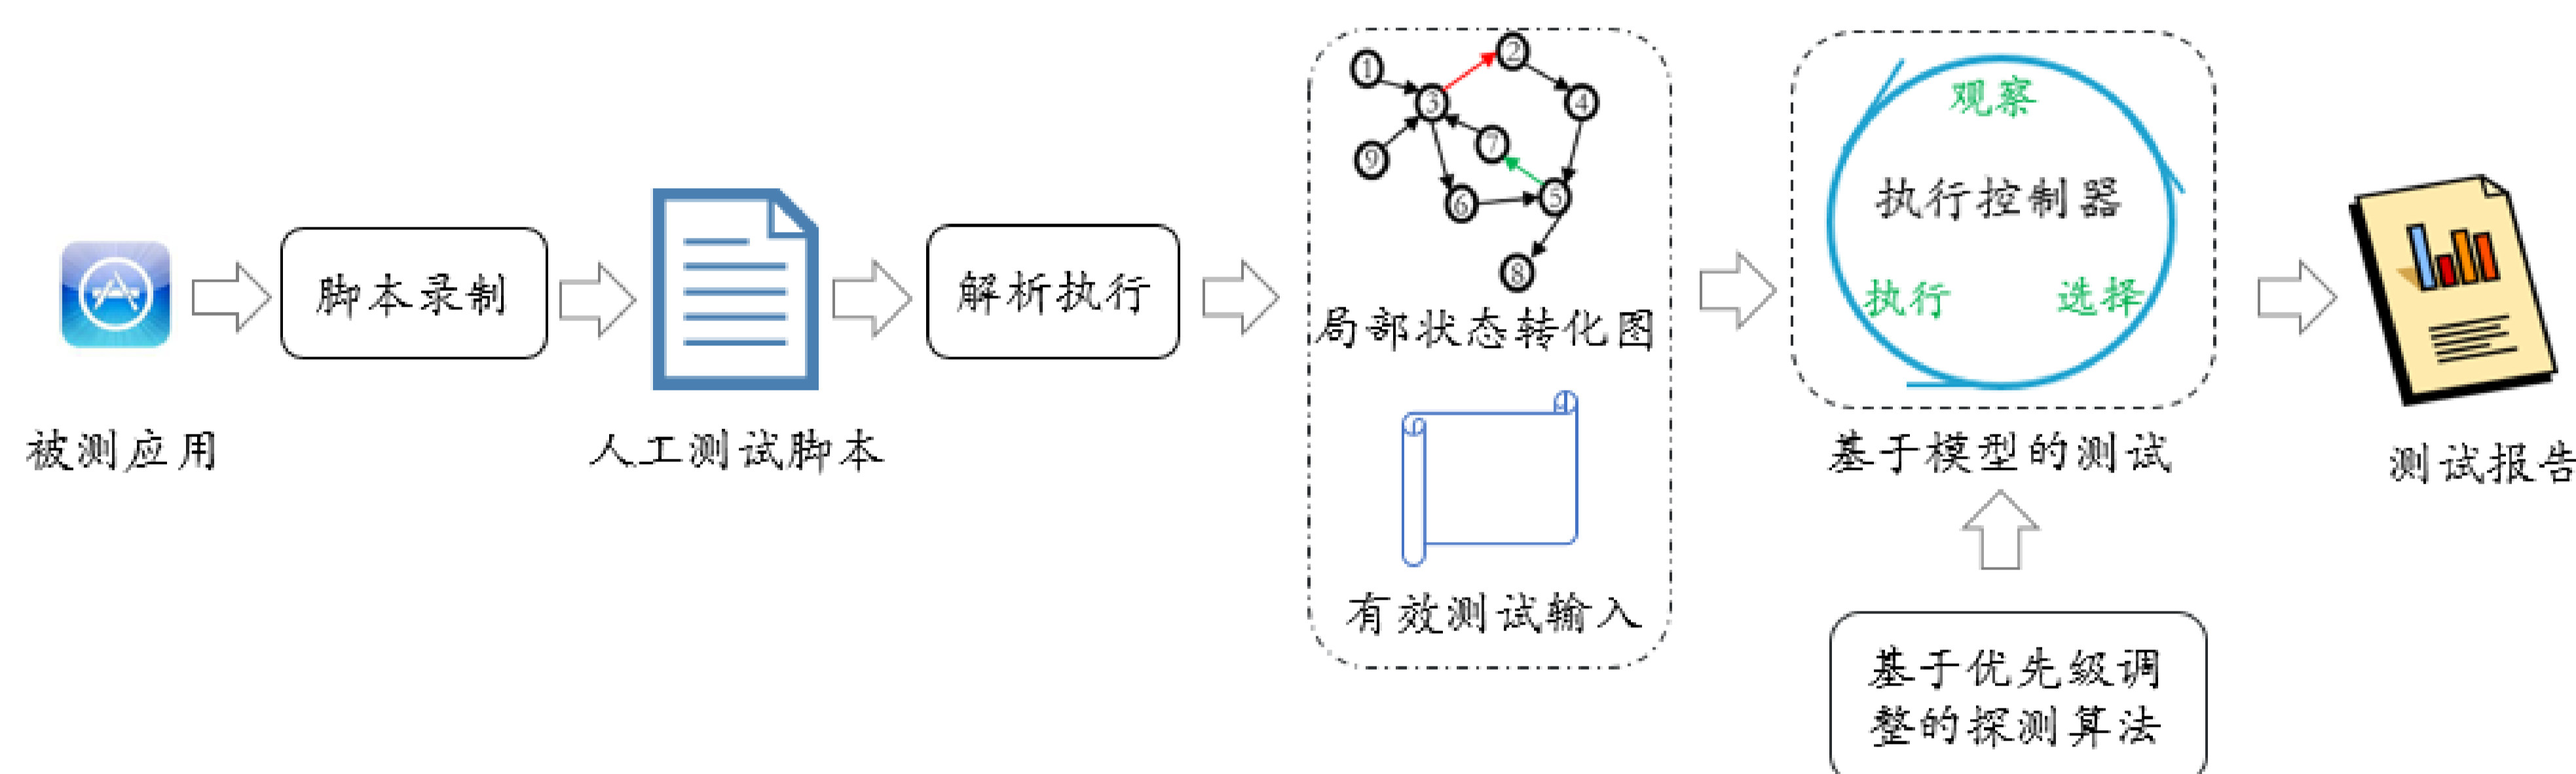 ①
②
③
④
⑨
⑦
⑥
⑤
⑧
观察
执行控制器
执行
选择
脚本录制
解析执行
局部状态转化图
被测应用
人工测试脚本
基于模型的测试
测试报告
有效测试输入
基于优先级调
整的探测算法